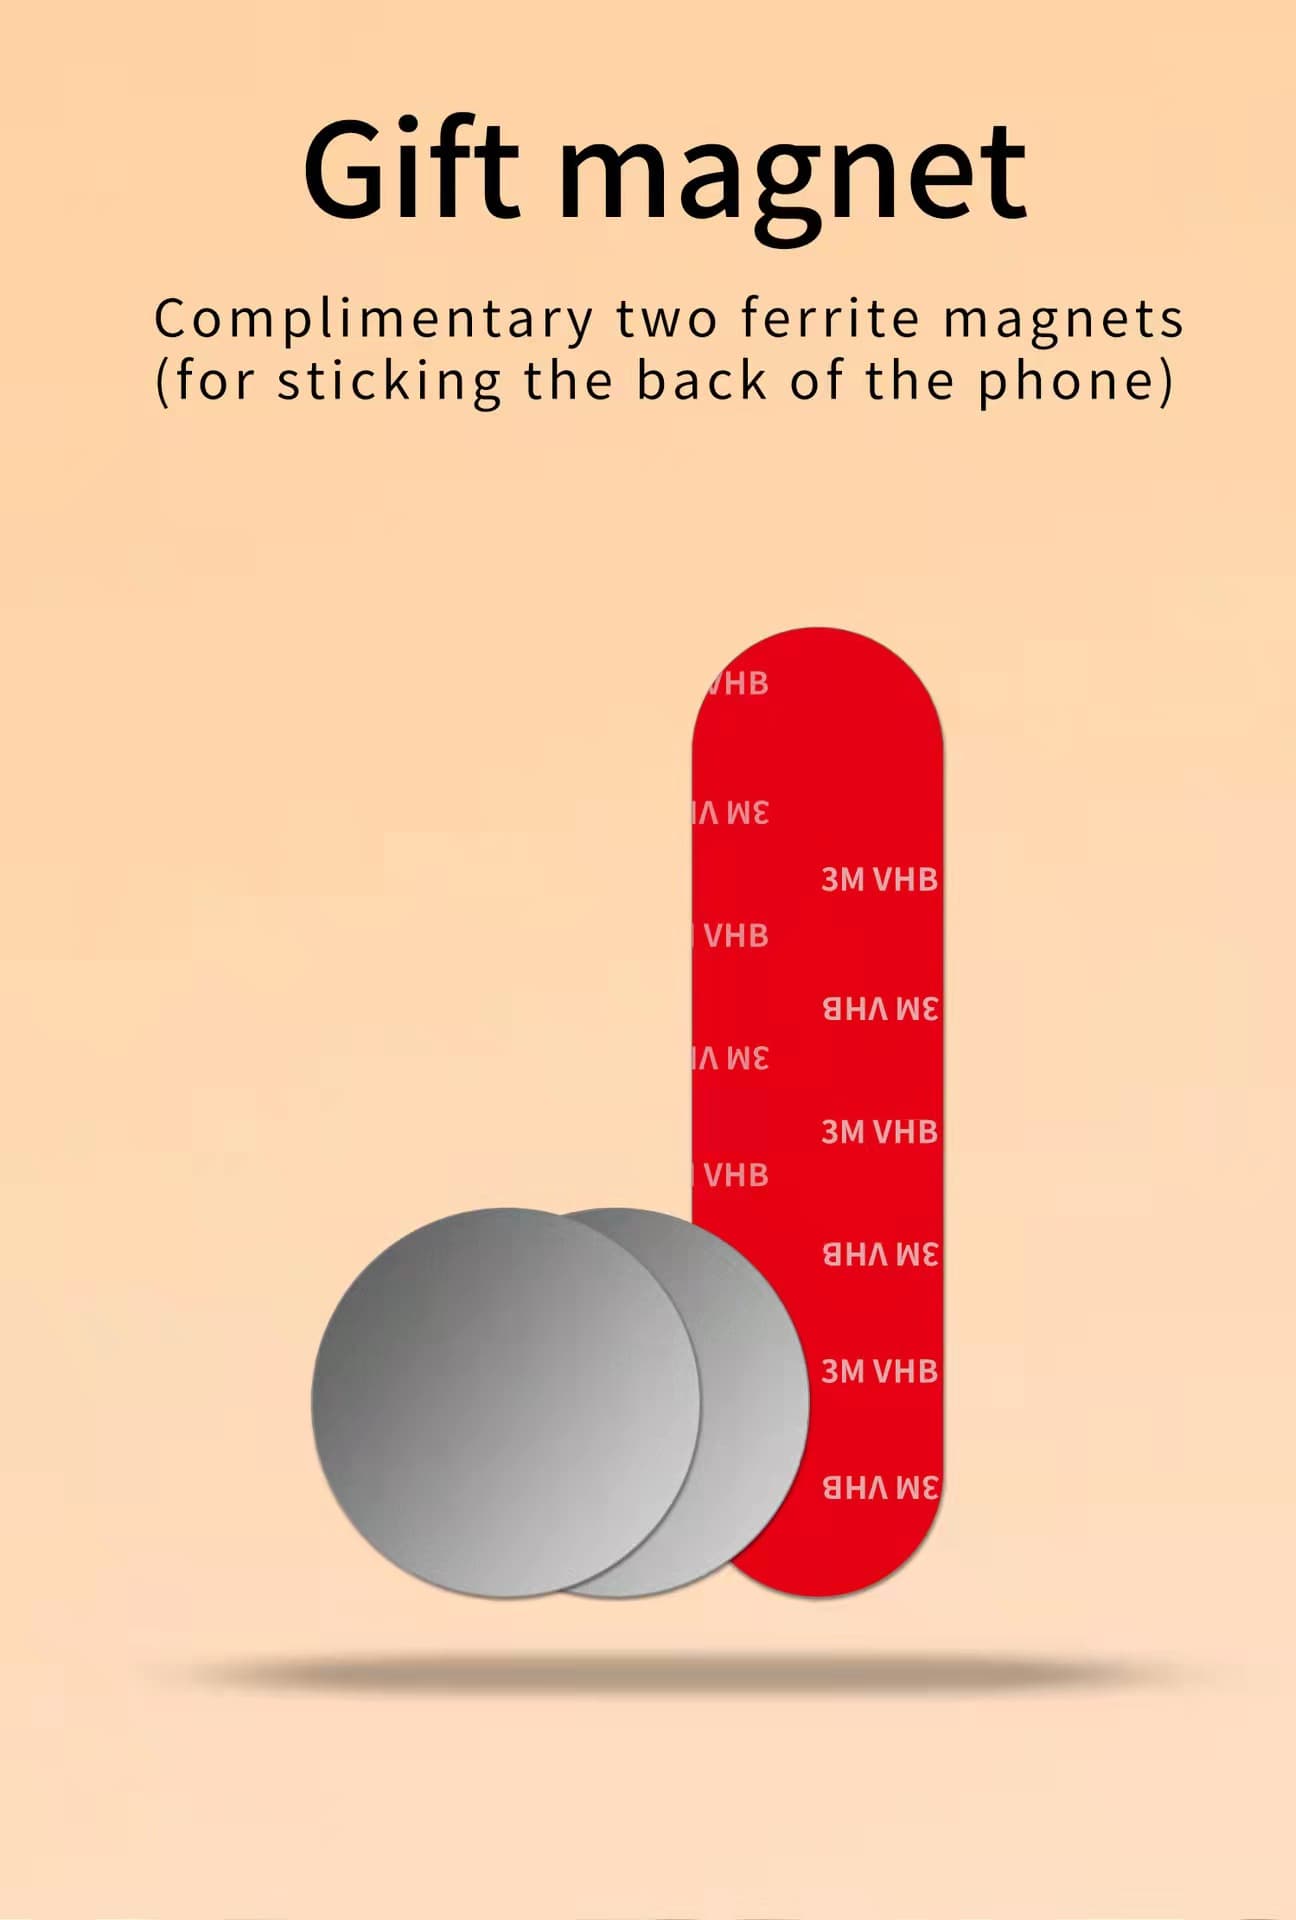 Gift magnet
Complimentary two ferrite magnets
(for sticking the back of the phone)
VHB
3M V
3M VHB
VHB
3M VHB
3M V
3M VHB
VHB
3M VHB
3M VHB
3M VHB